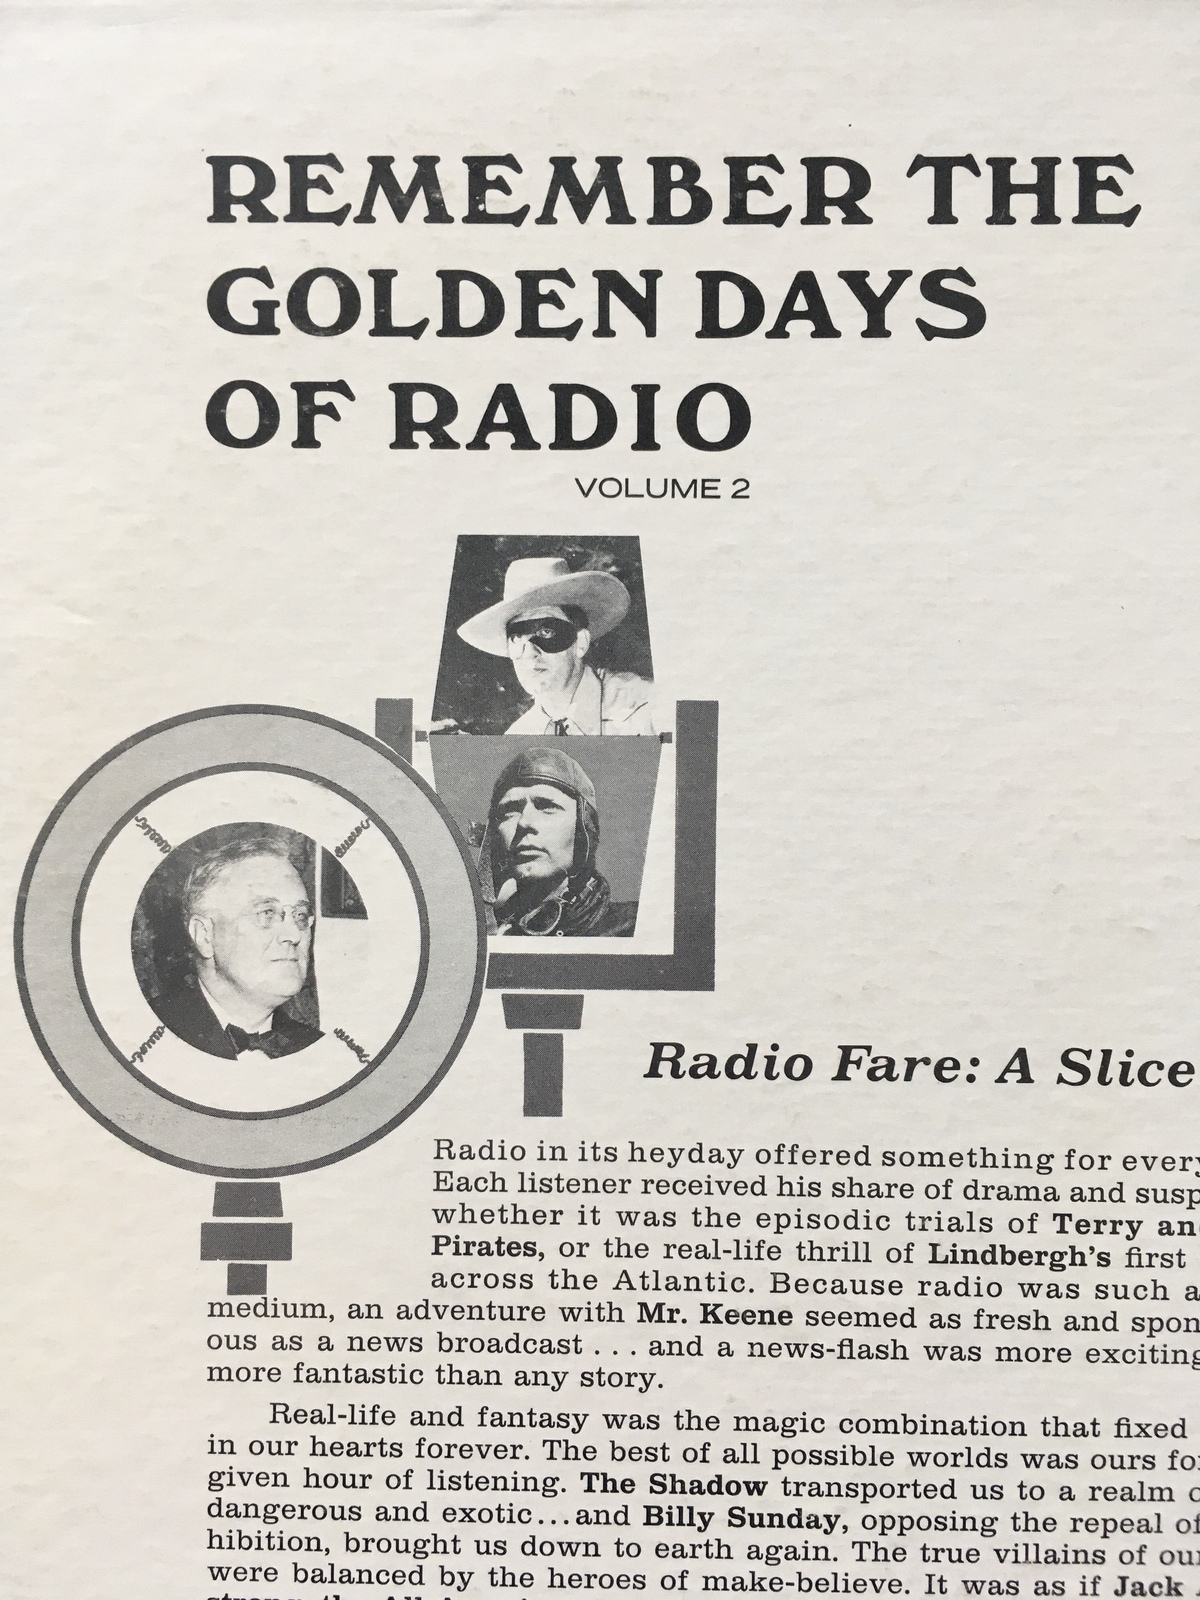 REMEMBER THE
GOLDEN DAYS
OF RADIO
VOLUME 2
Radio Fare: A Slice
Radio in its heyday offered something for every
Each listener received his share of drama and susp
whether it was the episodic trials of Terry an
Pirates, or the real-life thrill of Lindbergh's first
across the Atlantic. Because radio was such a
medium, an adventure with Mr. Keene seemed as fresh and spon
ous as a news broadcast . . . and a news-flash was more exciting
more fantastic than any story.
Real-life and fantasy was the magic combination that fixed
in our hearts forever. The best of all possible worlds was ours for
given hour of listening. The Shadow transported us to a realm o
dangerous and exotic...and Billy Sunday, opposing the repeal of
hibition, brought us down to earth again. The true villains of our
were balanced by the heroes of make-believe. It was as if Jack